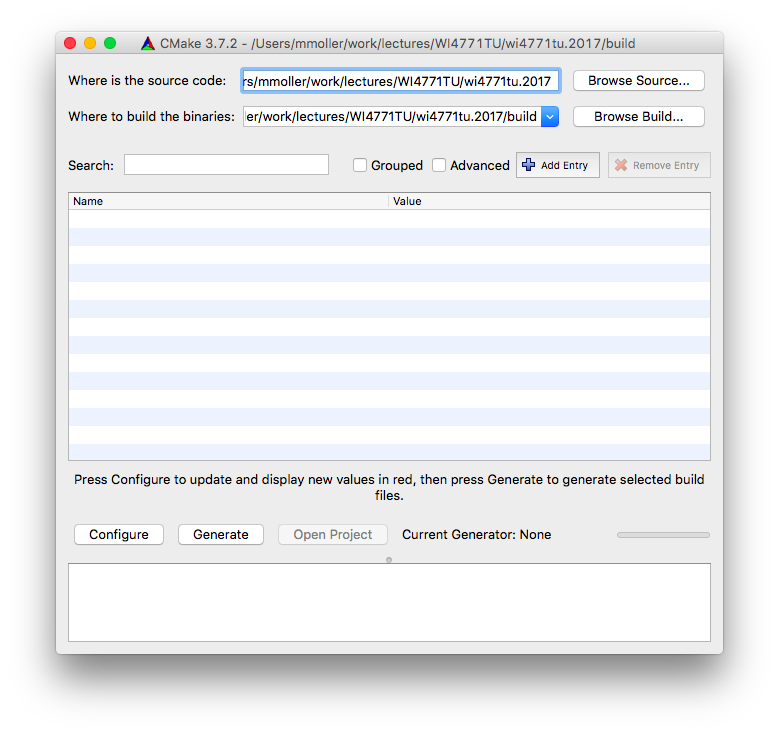 CMake 3.7.2 - /Users/mmoller/work/lectures/WI4771TU/wi4771tu.2017/build
Where is the source code: rs/mmoller/work/lectures/WI4771TU/wi4771tu.2017 Browse Source...
Where to build the binaries: er/work/lectures/WI4771TU/wi4771tu.2017/build Browse Build...
Search: Grouped Advanced Add Entry Remove Entry
Name Value
Press Configure to update and display new values in red, then press Generate to generate selected build
files.
Configure Generate Open Project Current Generator: None